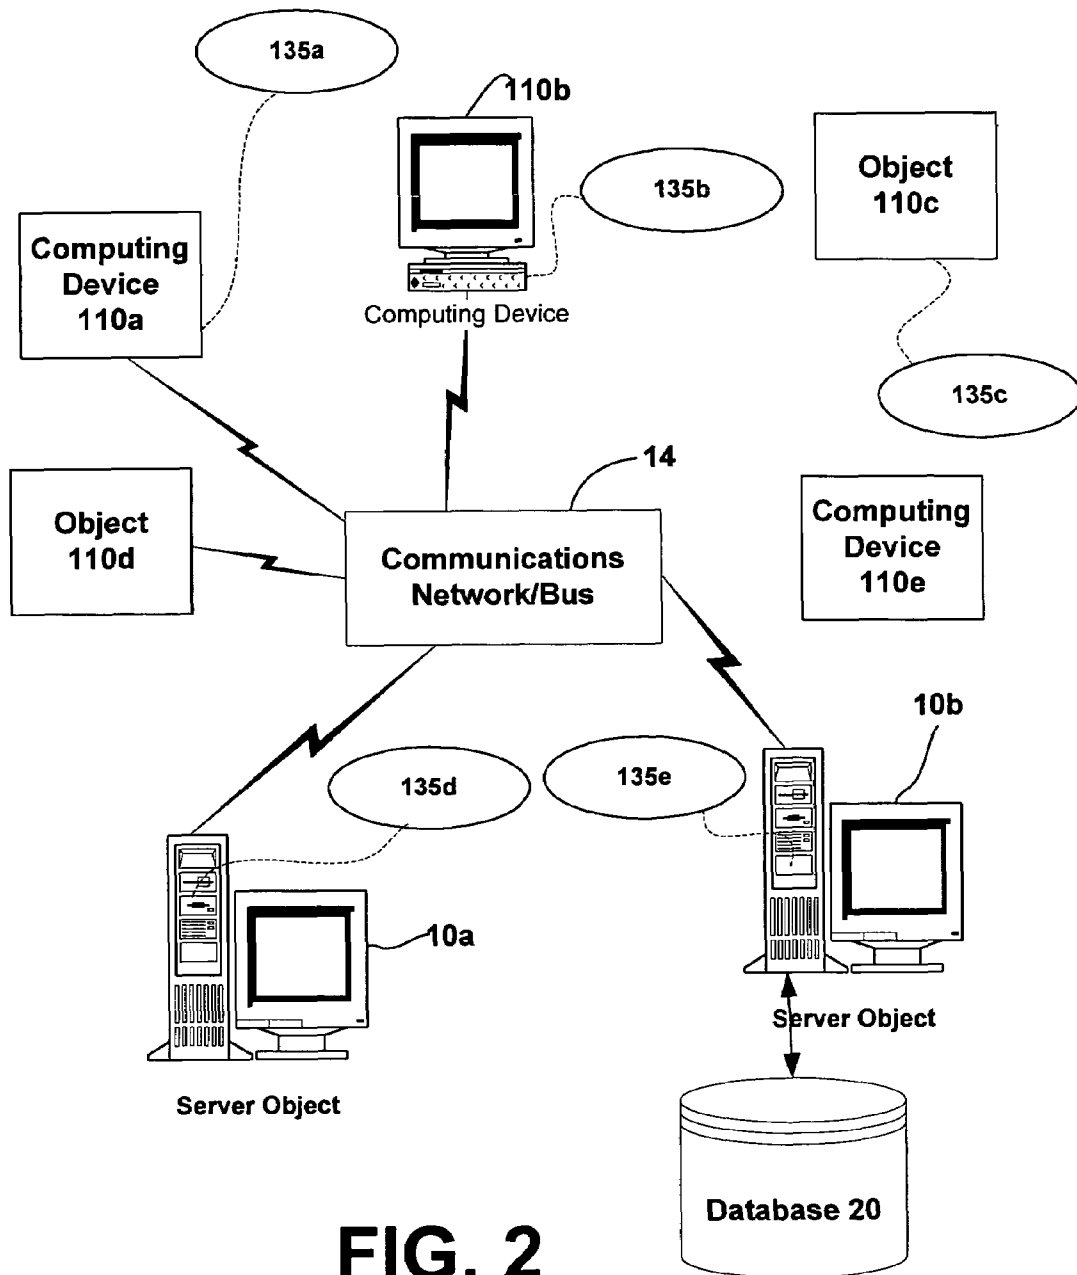 135a
110b
135b
Object
110c
Computing
Device
110a
Computing Device
135c
14
Object
110d
Communications
Network/Bus
Computing
Device
110e
10b
135d
135e
10a
Server Object
Server Object
Database 20
FIG. 2